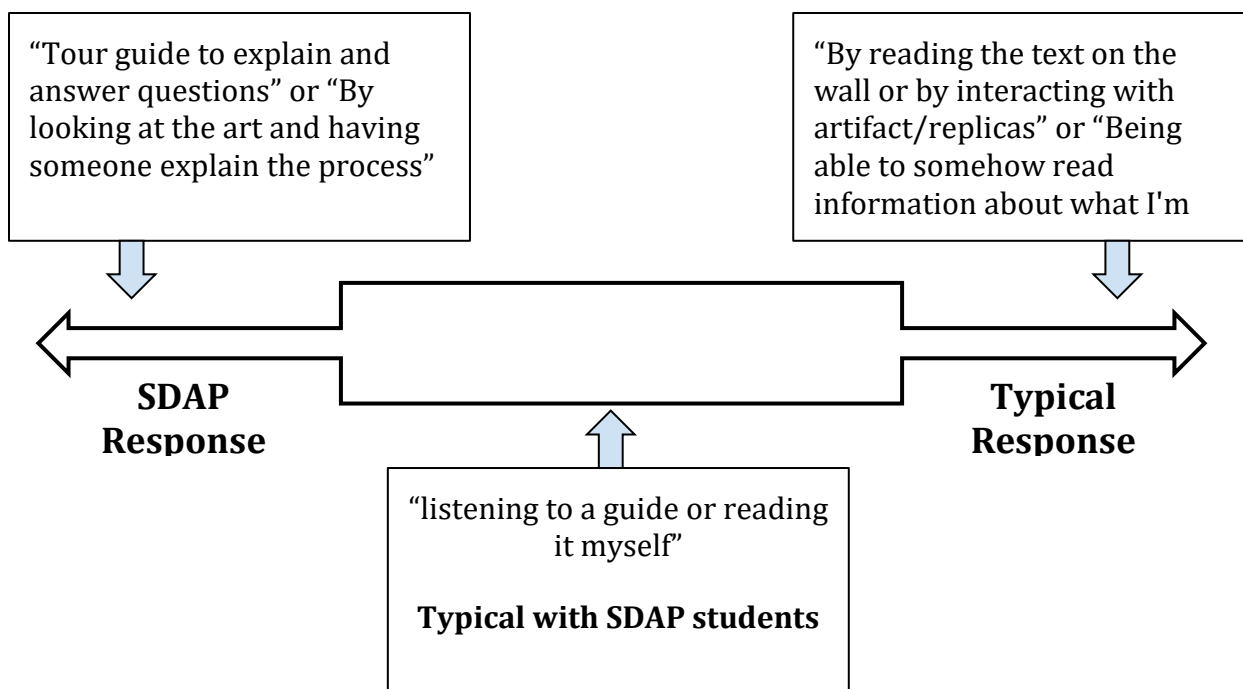 “Tour guide to explain and
answer questions” or “By
looking at the art and having
someone explain the process”
“By reading the text on the
wall or by interacting with
artifact/replicas” or “Being
able to somehow read
information about what I'm
SDAP
Response
Typical
Response
“listening to a guide or reading
it myself”
Typical with SDAP students